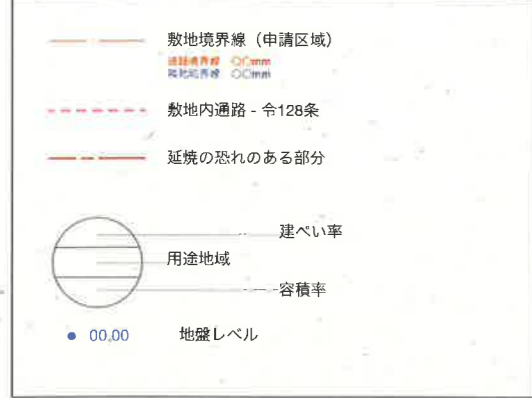 敷地境界線（申請区域）
道路境界線　〇〇mm
隣地境界線　〇〇mm
敷地内通路 - 令128条
延焼の恐れのある部分
建ぺい率
用途地域
容積率
00.00　地盤レベル